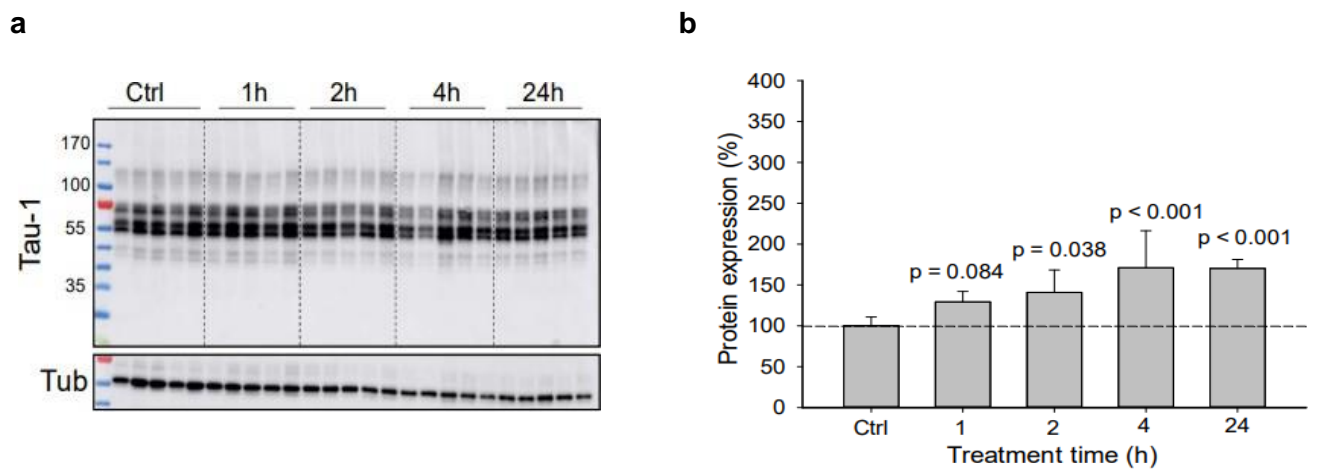 a
Ctrl 1h 2h 4h 24h
170
100
55
35
Tau-1
Tub
b
400
350
300
250
200
150
100
50
0
Protein expression (%)
p = 0.084
p = 0.038
p < 0.001
p < 0.001
Ctrl 1 2 4 24
Treatment time (h)